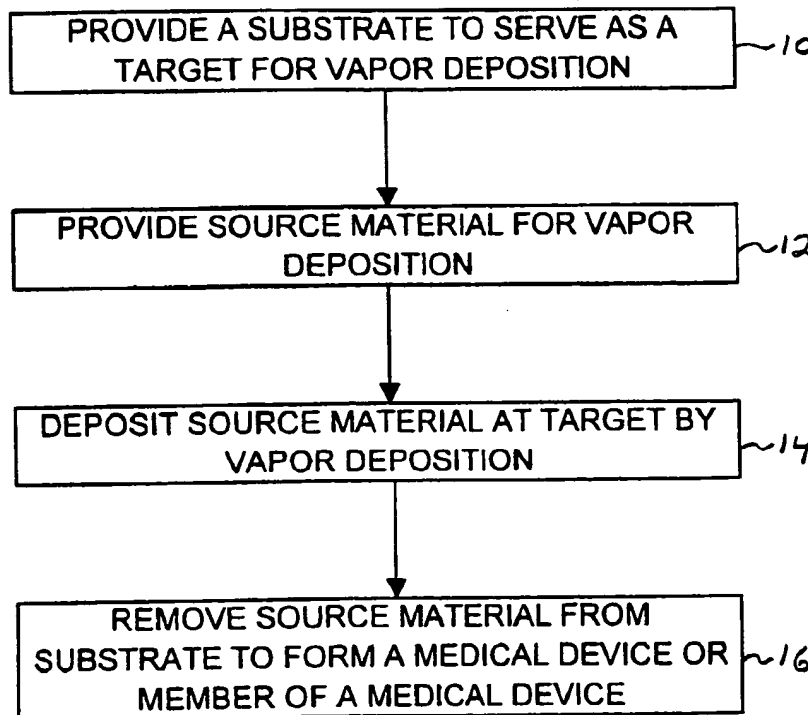 PROVIDE A SUBSTRATE TO SERVE AS A
TARGET FOR VAPOR DEPOSITION
10
PROVIDE SOURCE MATERIAL FOR VAPOR
DEPOSITION
12
DEPOSIT SOURCE MATERIAL AT TARGET BY
VAPOR DEPOSITION
14
REMOVE SOURCE MATERIAL FROM
SUBSTRATE TO FORM A MEDICAL DEVICE OR
MEMBER OF A MEDICAL DEVICE
16